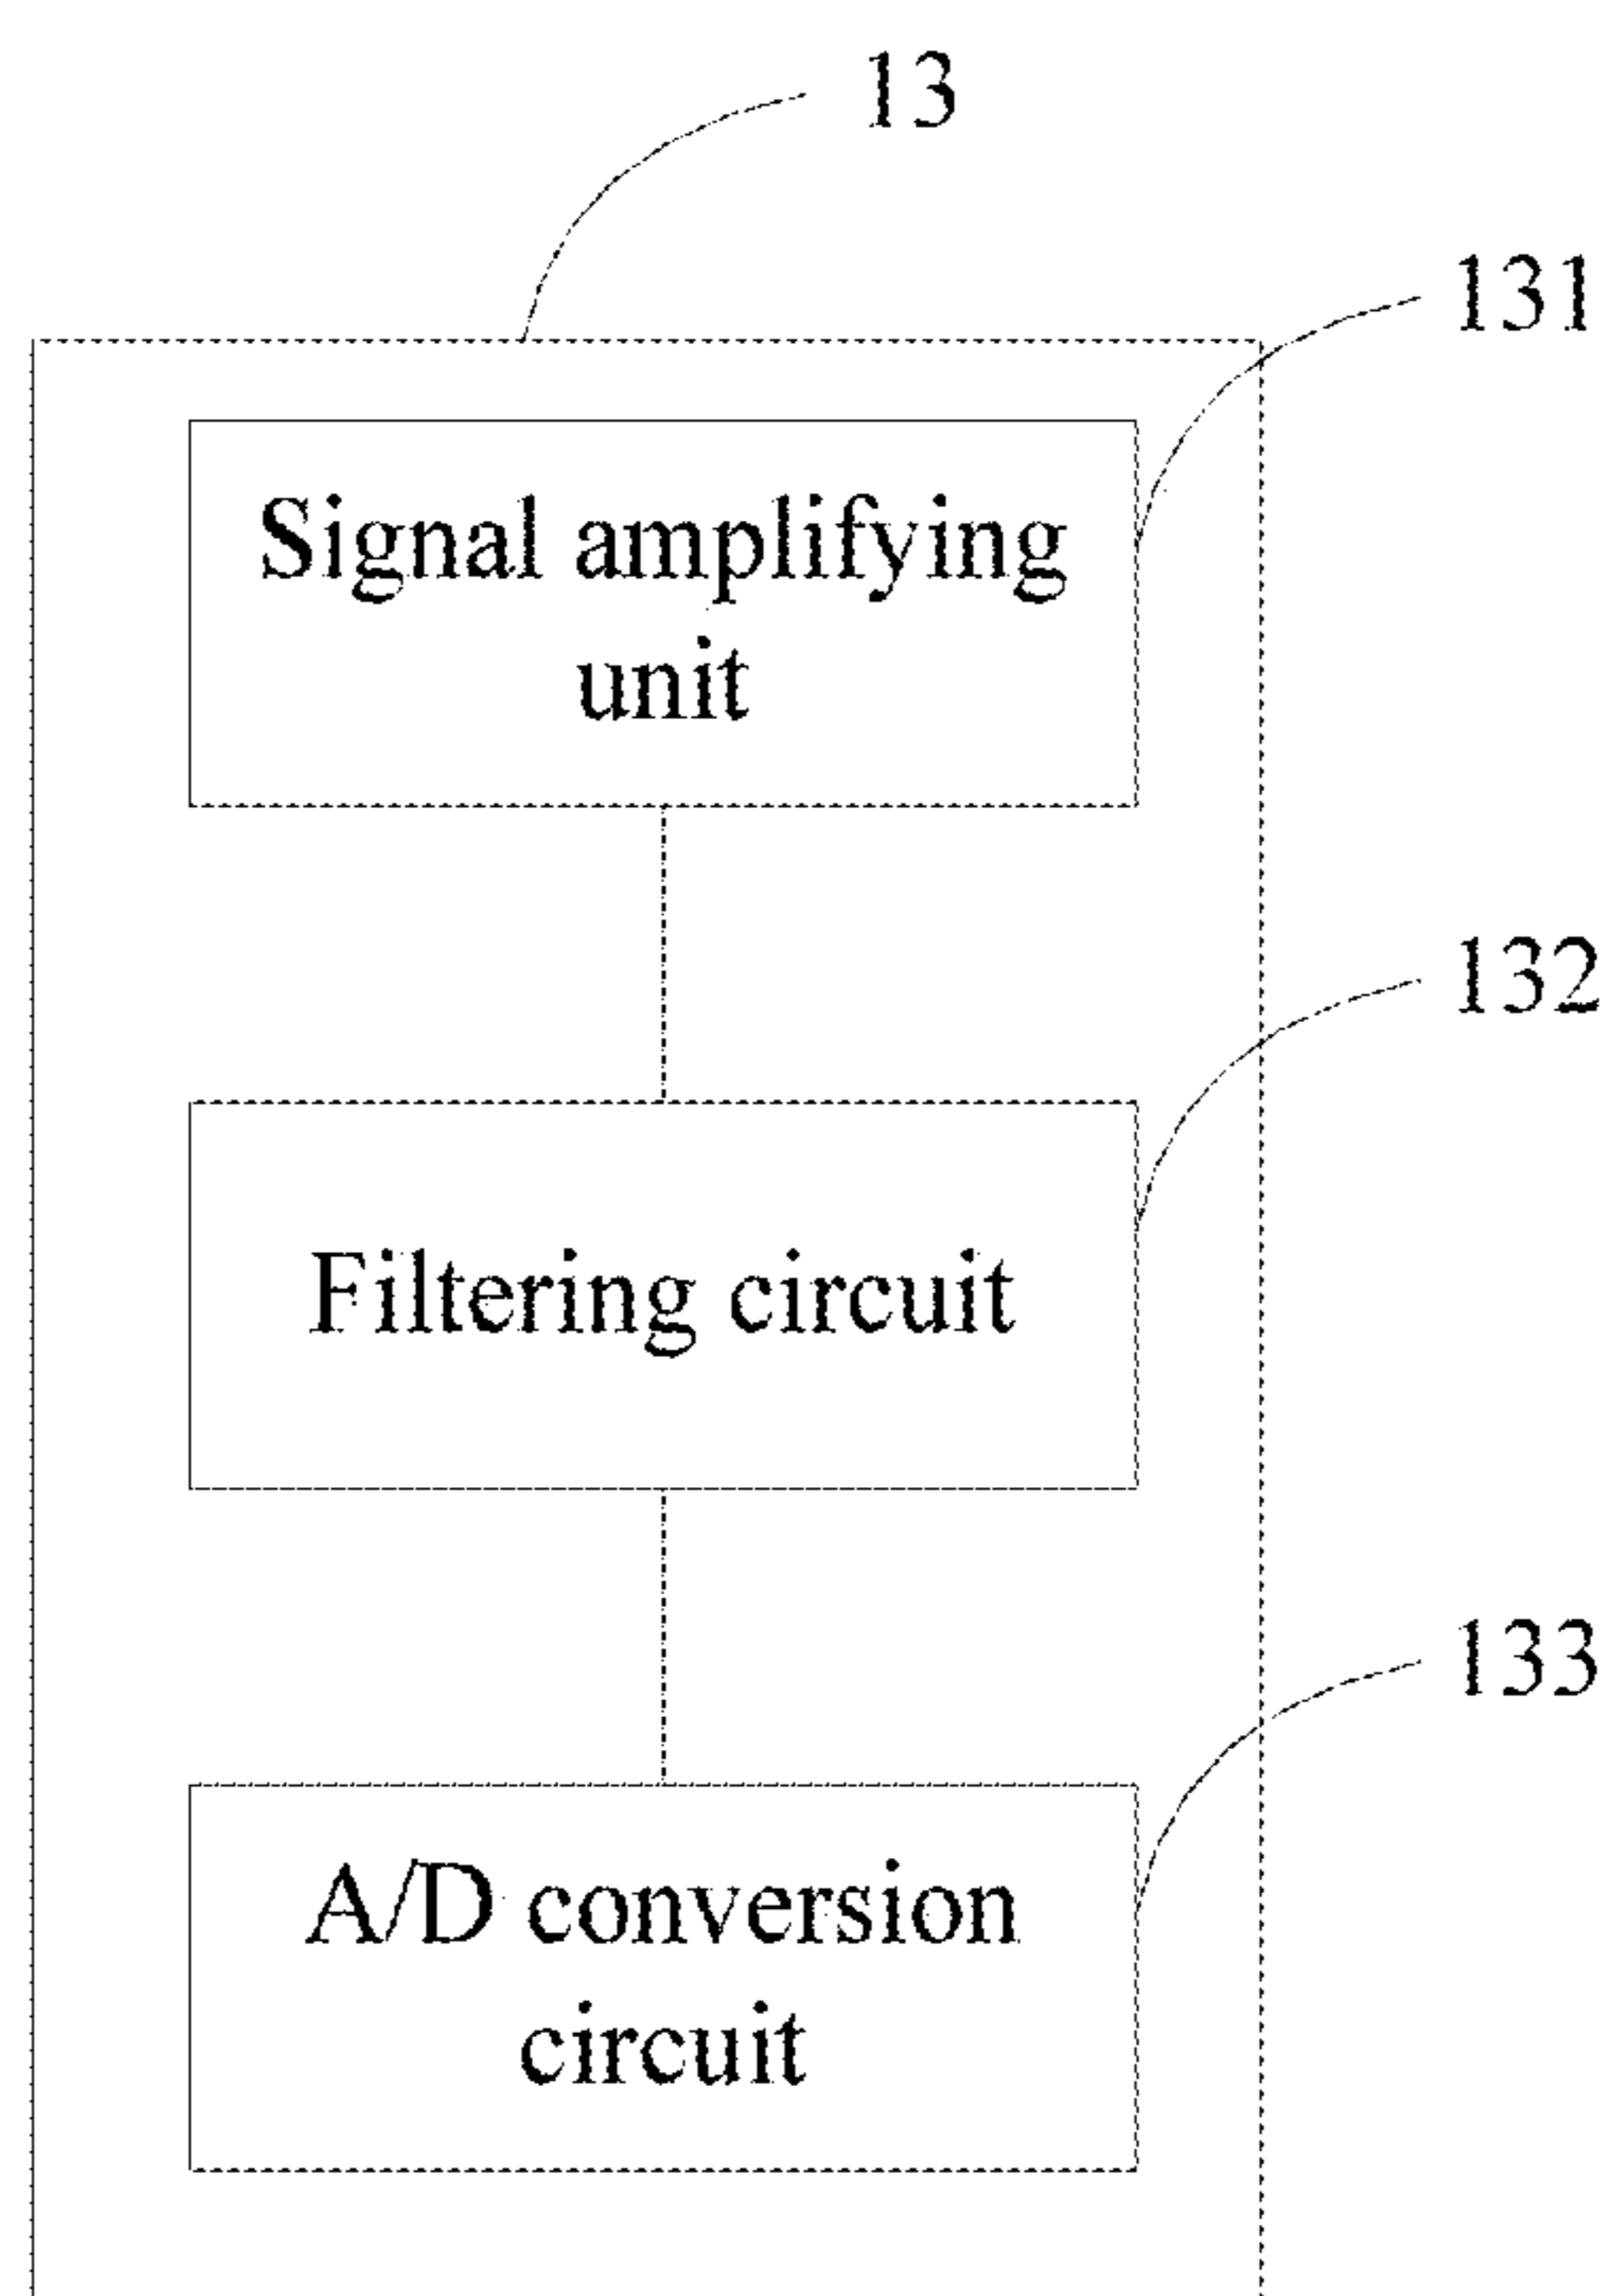 13
131
Signal amplifying
unit
132
Filtering circuit
133
A/D conversion
circuit